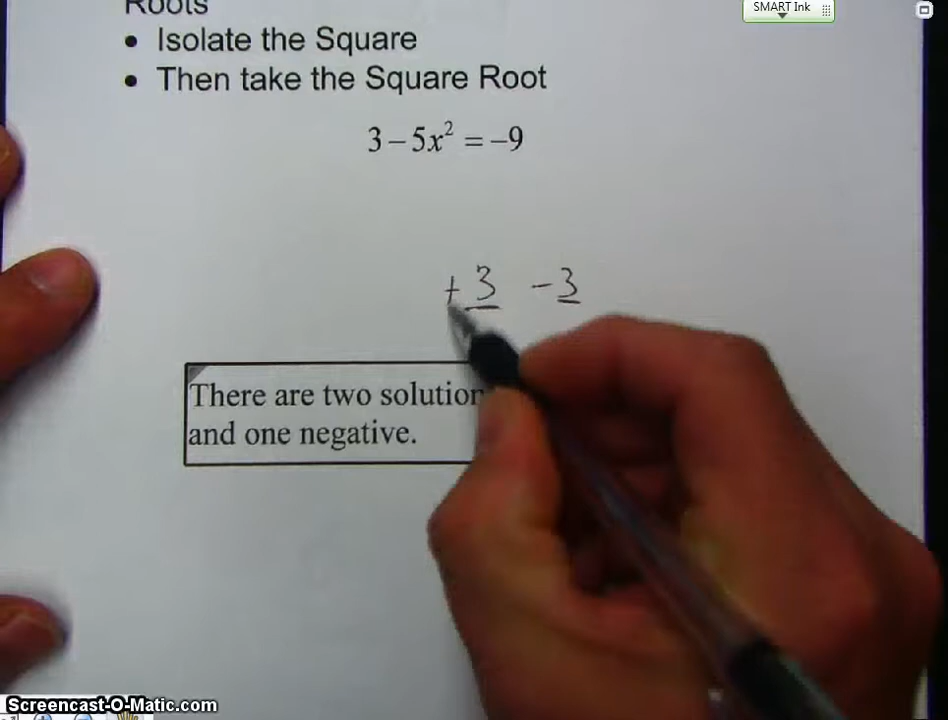 Roots
SMART Ink
• Isolate the Square
• Then take the Square Root
3 – 5x² = –9
+3 -3
There are two solution
and one negative.
Screencast-O-Matic.com